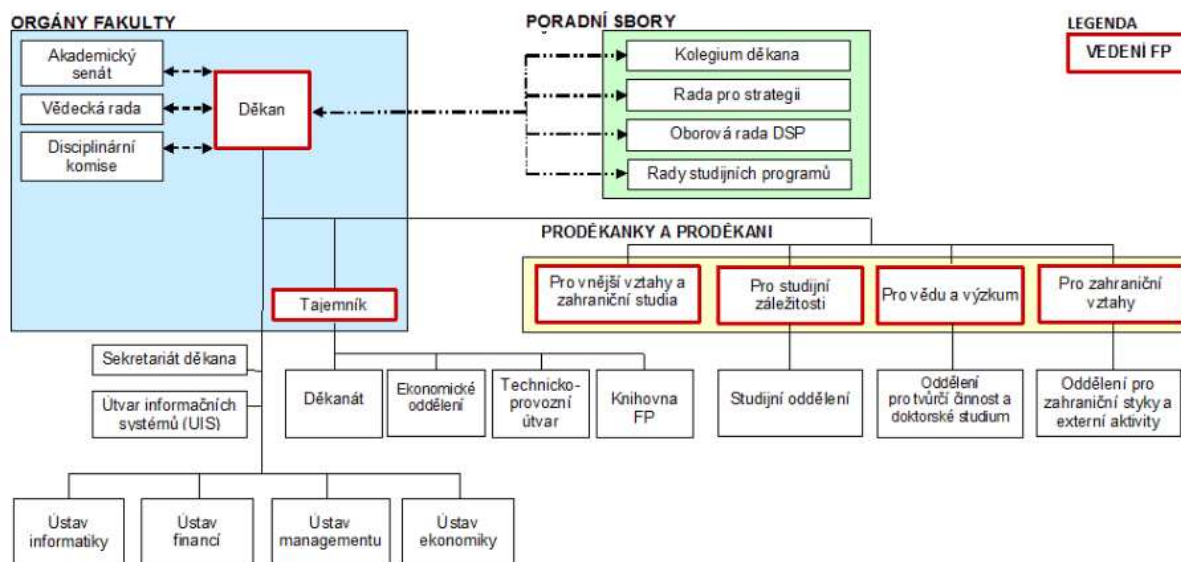 ORGÁNY FAKULTY
PORADNÍ SBORY
LEGENDA
VEDENÍ FP
Akademický
senát
Vědecká rada
Disciplinární
komise
Děkan
Kolegium děkana
Rada pro strategii
Oborová rada DSP
Rady studijních programů
PRODĚKANKY A PRODĚKANI
Tajemník
Pro vnější vztahy a
zahraniční studia
Pro studijní
záležitosti
Pro vědu a výzkum
Pro zahraniční
vztahy
Sekretariát děkana
Útvar informačních
systémů (UIS)
Děkanát
Ekonomické
oddělení
Technicko-
provozní
útvar
Knihovna
FP
Studijní oddělení
Oddělení
pro tvůrčí činnost a
doktorské studium
Oddělení pro
zahraniční styky a
externí aktivity
Ústav
informatiky
Ústav
financí
Ústav
managementu
Ústav
ekonomiky